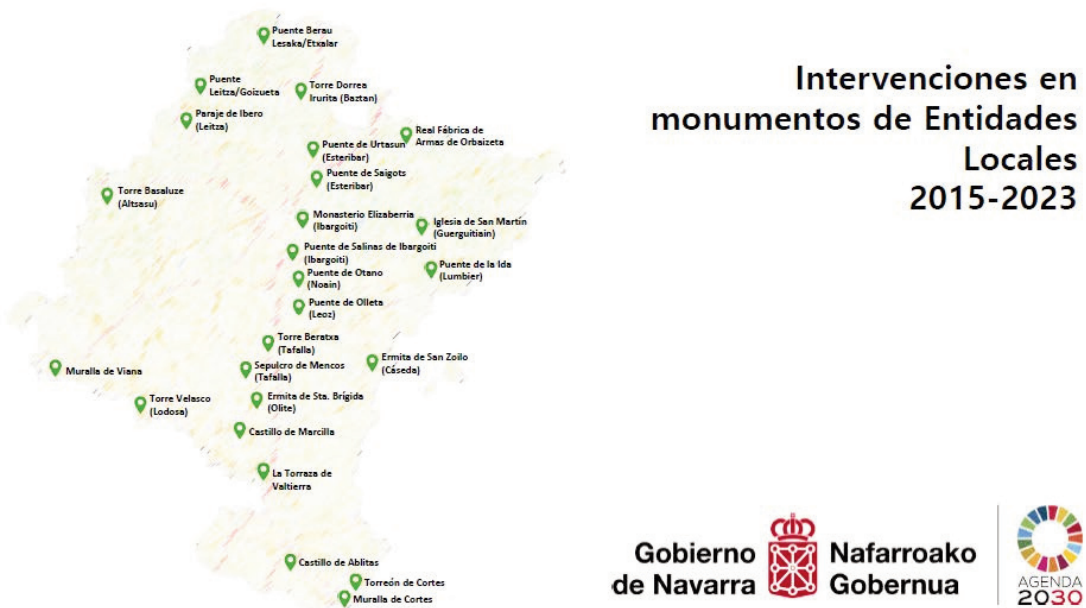 Puente Berau
Lesaka/Etxalar
Puente
Leitza/Goizueta
Torre Dorrea
Irurita (Baztan)
Paraje de Ibero
(Leitza)
Real Fábrica de
Armas de Orbaizeta
Puente de Urtasun
(Esteribar)
Puente de Saigots
(Esteribar)
Torre Basaluze
(Altsasu)
Monasterio Elizaberria
(Ibargoiti)
Iglesia de San Martín
(Guerguitiain)
Puente de Salinas de Ibargoiti
(Ibargoiti)
Puente de la Ida
(Lumbier)
Puente de Otano
(Noain)
Puente de Olleta
(Leoz)
Torre Beratxa
(Tafalla)
Muralla de Viana
Sepulcro de Mencos
(Tafalla)
Ermita de San Zoilo
(Cáseda)
Torre Velasco
(Lodosa)
Ermita de Sta. Brígida
(Olite)
Castillo de Marcilla
La Torraza de
Valtierra
Castillo de Ablitas
Torreón de Cortes
Muralla de Cortes
Intervenciones en
monumentos de Entidades
Locales
2015-2023
Gobierno
de Navarra
Nafarroako
Gobernua
AGENDA
2030